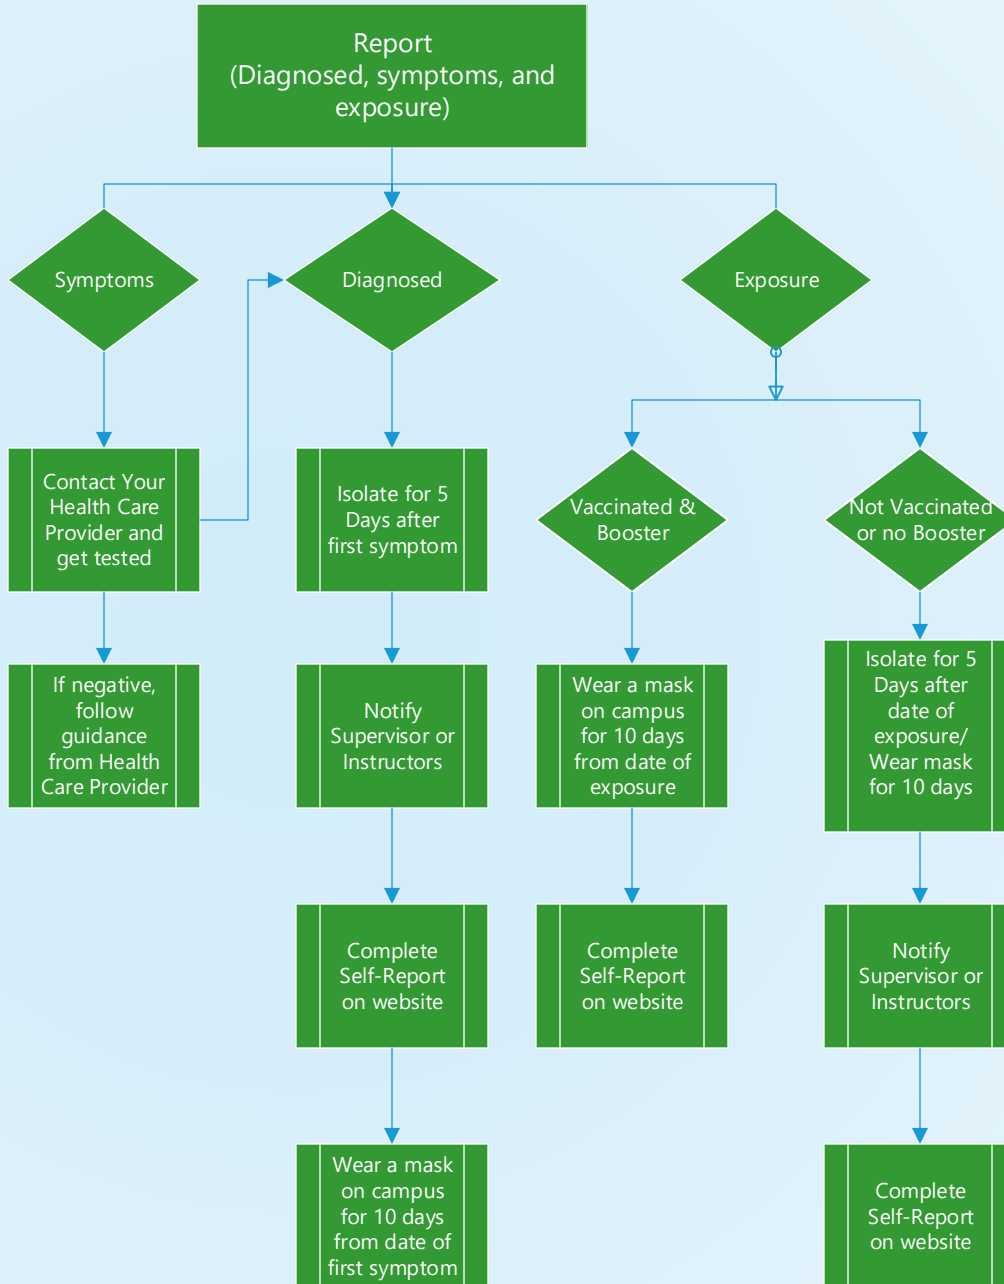 Report
(Diagnosed, symptoms, and
exposure)
Symptoms
Diagnosed
Exposure
Contact Your
Health Care
Provider and
get tested
Isolate for 5
Days after
first symptom
Vaccinated &
Booster
Not Vaccinated
or no Booster
If negative,
follow
guidance
from Health
Care Provider
Notify
Supervisor or
Instructors
Wear a mask
on campus
for 10 days
from date of
exposure
Isolate for 5
Days after
date of
exposure/
Wear mask
for 10 days
Complete
Self-Report
on website
Complete
Self-Report
on website
Notify
Supervisor or
Instructors
Wear a mask
on campus
for 10 days
from date of
first symptom
Complete
Self-Report
on website